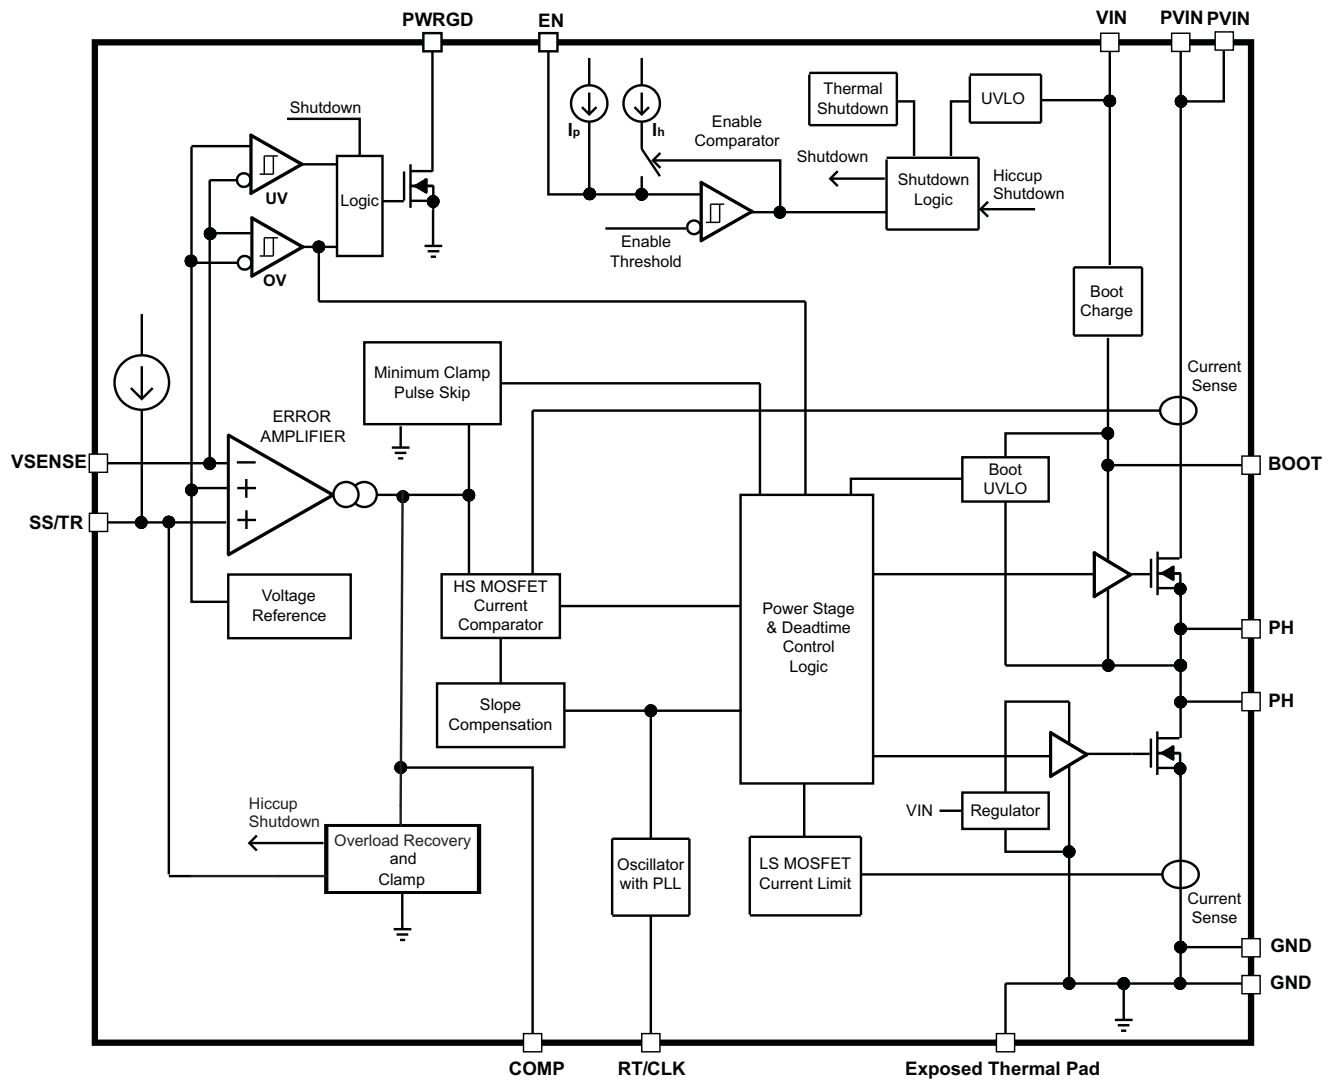 PWRGD
EN
VIN
PVIN
PVIN
Shutdown
UV
OV
Logic
Ip
Ih
Enable
Comparator
Enable
Threshold
Thermal
Shutdown
UVLO
Shutdown
Shutdown
Logic
Hiccup
Shutdown
Boot
Charge
Current
Sense
Minimum Clamp
Pulse Skip
ERROR
AMPLIFIER
VSENSE
SS/TR
BOOT
Boot
UVLO
Voltage
Reference
HS MOSFET
Current
Comparator
Power Stage
& Deadtime
Control
Logic
PH
PH
Slope
Compensation
Hiccup
Shutdown
Overload Recovery
and
Clamp
Oscillator
with PLL
LS MOSFET
Current Limit
VIN
Regulator
Current
Sense
GND
GND
COMP
RT/CLK
Exposed Thermal Pad